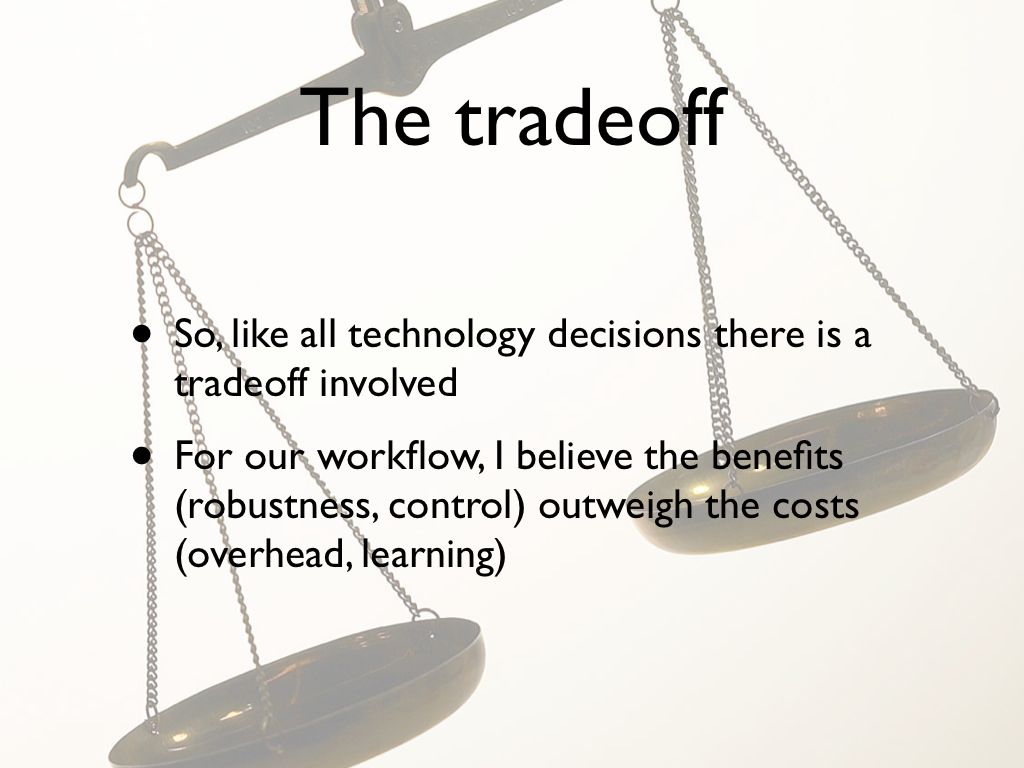 The tradeoff
• So, like all technology decisions there is a
tradeoff involved
• For our workflow, I believe the benefits
(robustness, control) outweigh the costs
(overhead, learning)